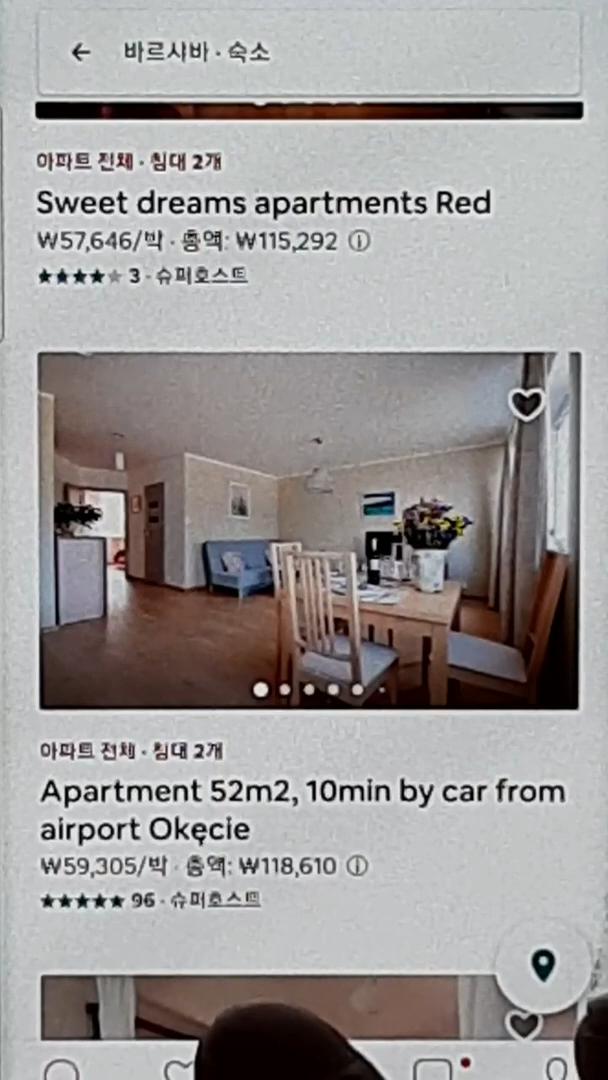 ← 바르샤바 · 숙소
아파트 전체 · 침대 2개
Sweet dreams apartments Red
₩57,646/박 · 총액: ₩115,292 ⓘ
★★★★★ 3 · 슈퍼호스트
아파트 전체 · 침대 2개
Apartment 52m2, 10min by car from
airport Okęcie
₩59,305/박 · 총액: ₩118,610 ⓘ
★★★★★ 96 · 슈퍼호스트